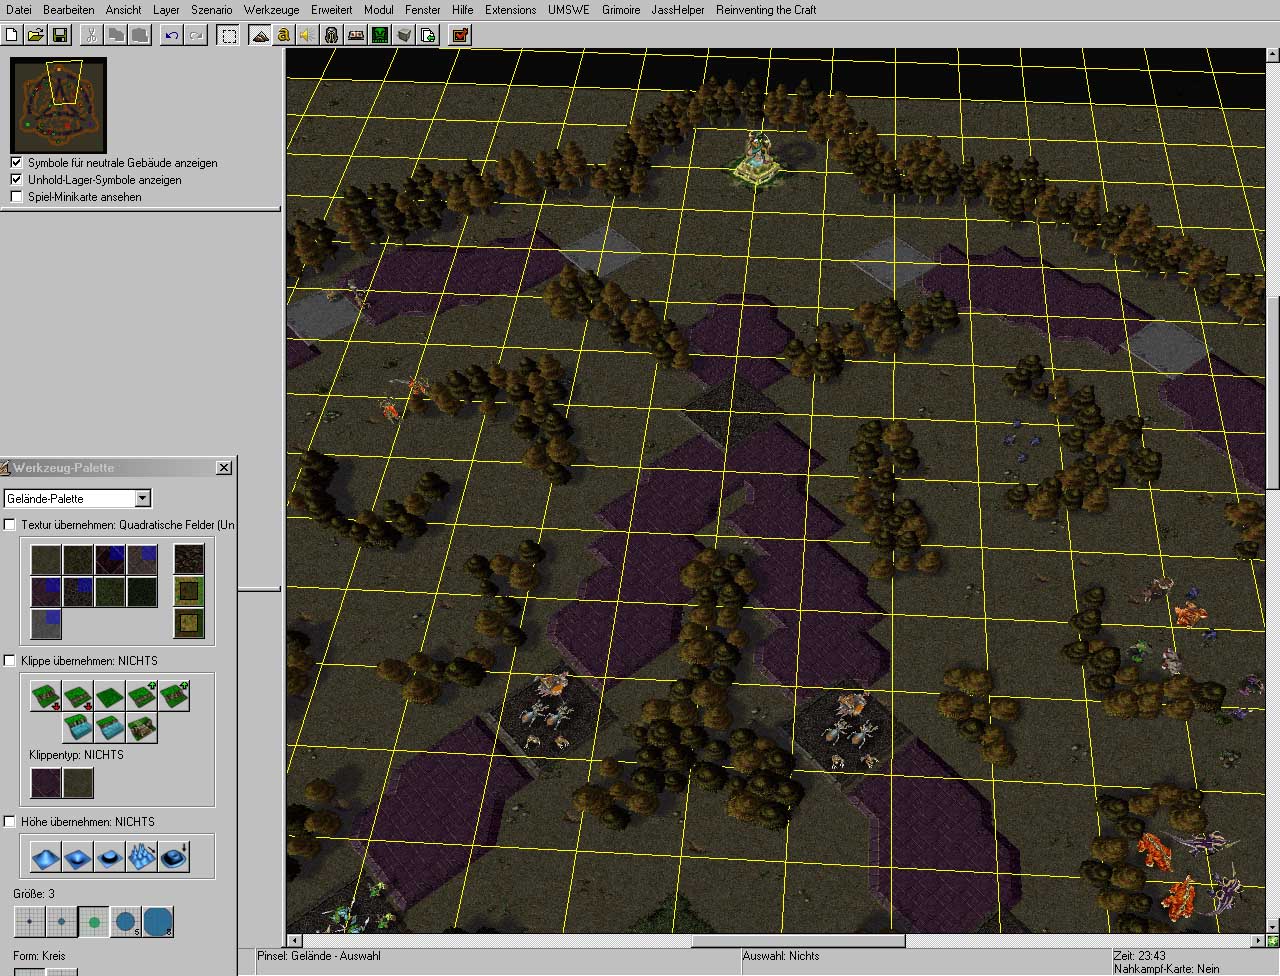 Datei Bearbeiten Ansicht Layer Szenario Werkzeuge Erweitert Modul Fenster Hilfe Extensions UMSWE Grimoire JassHelper Reinventing the Craft
Symbole für neutrale Gebäude anzeigen
Unhold-Lager-Symbole anzeigen
Spiel-Minikarte ansehen
Werkzeug-Palette
Gelände-Palette
Textur übernehmen: Quadratische Felder (Un
Klippe übernehmen: NICHTS
Klippentyp: NICHTS
Höhe übernehmen: NICHTS
Größe: 3
5 8
Form: Kreis
Pinsel: Gelände - Auswahl
Auswahl: Nichts
Zeit: 23:43
Nahkampf-Karte: Nein